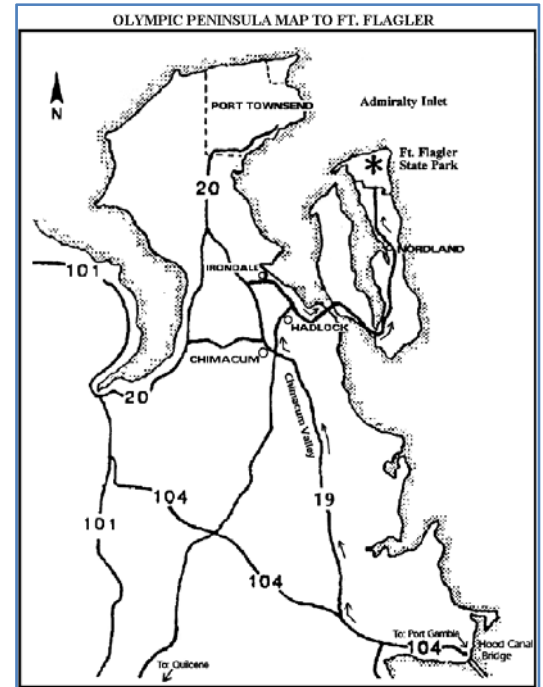 OLYMPIC PENINSULA MAP TO FT. FLAGLER
PORT TOWNSEND
Admiralty Inlet
N
Ft. Flagler
State Park
20
NORDLAND
101
IRONDALE
HADLOCK
CHIMACUM
20
Chimacum Valley
104
19
101
104
To: Port Gamble
104
Hood Canal
Bridge
To: Quilcene